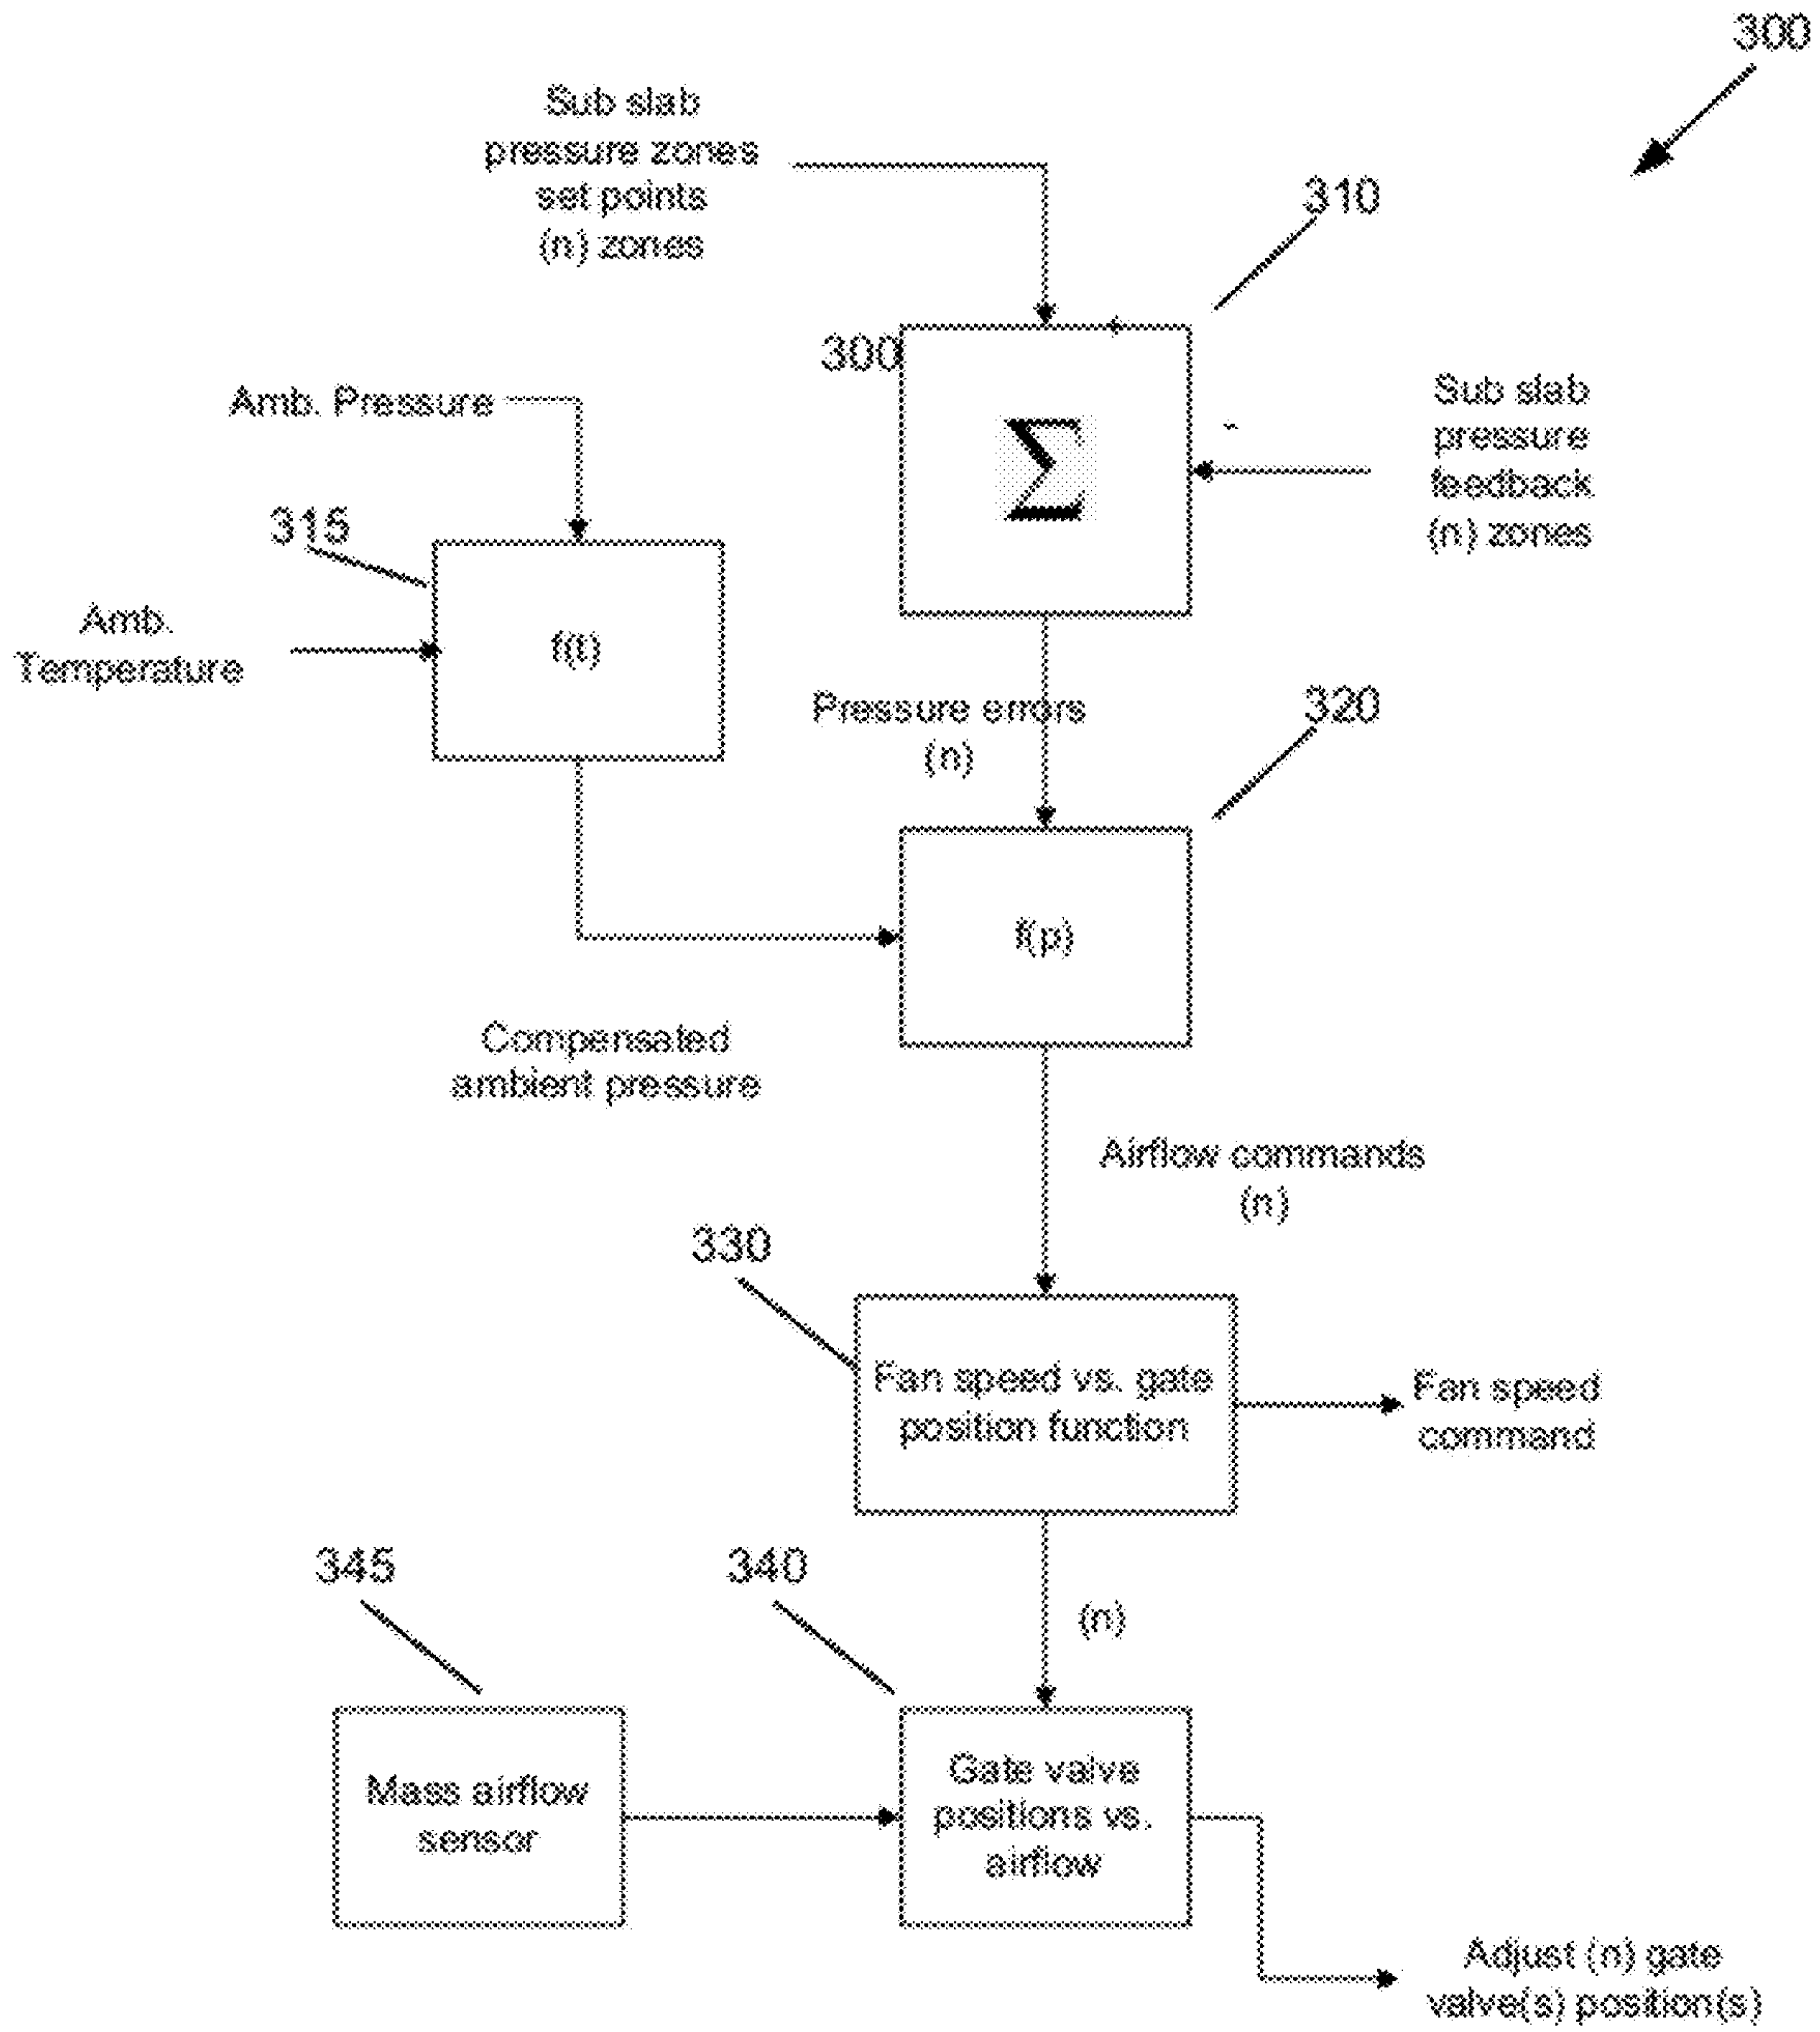 300
Sub slab
pressure zones
set points
(n) zones
310
+
300
Σ
-
Sub slab
pressure
feedback
(n) zones
Amb. Pressure
315
Amb.
Temperature
f(t)
Pressure errors
(n)
320
f(p)
Compensated
ambient pressure
Airflow commands
(n)
330
Fan speed vs. gate
position function
Fan speed
command
345
340
(n)
Mass airflow
sensor
Gate valve
positions vs.
airflow
Adjust (n) gate
valve(s) position(s)